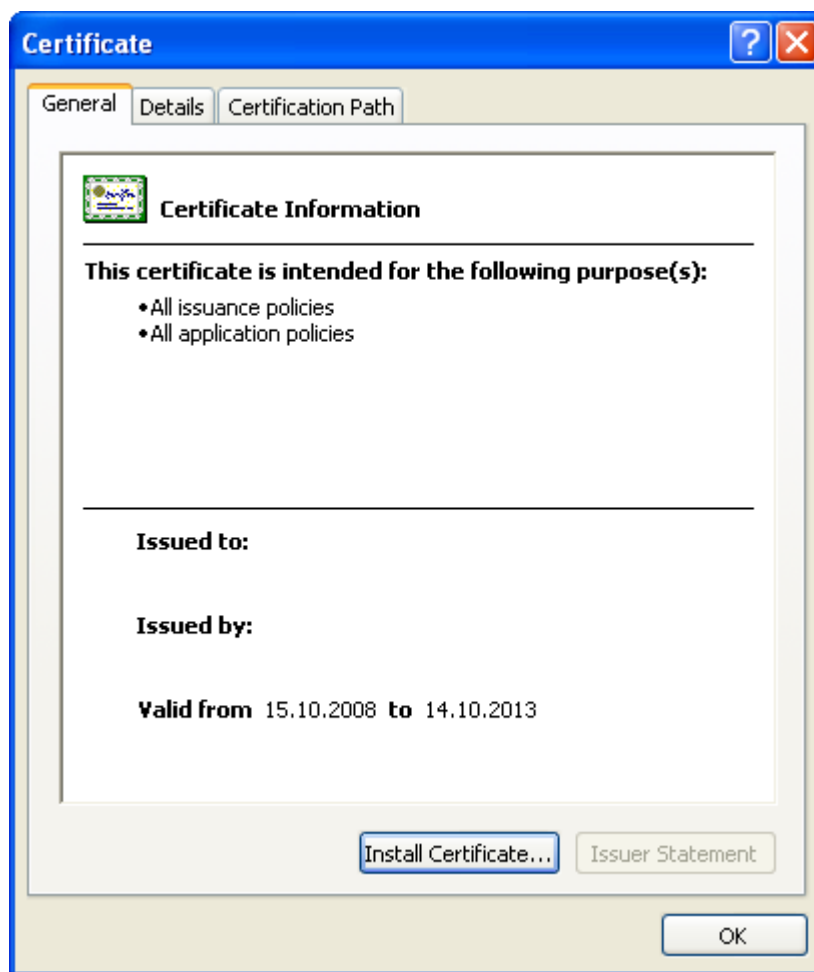 Certificate
General Details Certification Path
Certificate Information
This certificate is intended for the following purpose(s):
•All issuance policies
•All application policies
Issued to:
Issued by:
Valid from 15.10.2008 to 14.10.2013
Install Certificate... Issuer Statement
OK